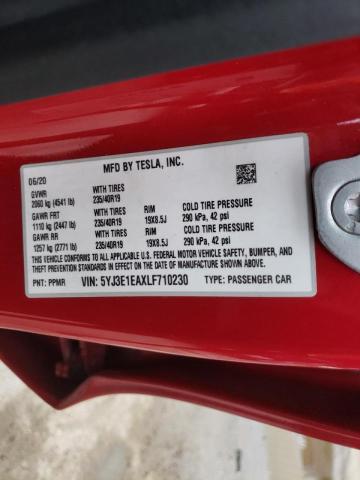 MFD BY TESLA, INC.
06/20
GVWR WITH TIRES
2060 kg (4541 lb) 235/40R19
GAWR FRT WITH TIRES RIM COLD TIRE PRESSURE
1110 kg (2447 lb) 235/40R19 19X8.5J 290 kPa, 42 psi
GAWR RR WITH TIRES RIM COLD TIRE PRESSURE
1257 kg (2771 lb) 235/40R19 19X8.5J 290 kPa, 42 psi
THIS VEHICLE CONFORMS TO ALL APPLICABLE U.S. FEDERAL MOTOR VEHICLE SAFETY, BUMPER, AND
THEFT PREVENTION STANDARDS IN EFFECT ON THE DATE OF MANUFACTURE SHOWN ABOVE.
PNT: PPMR VIN: 5YJ3E1EAXLF710230 TYPE: PASSENGER CAR